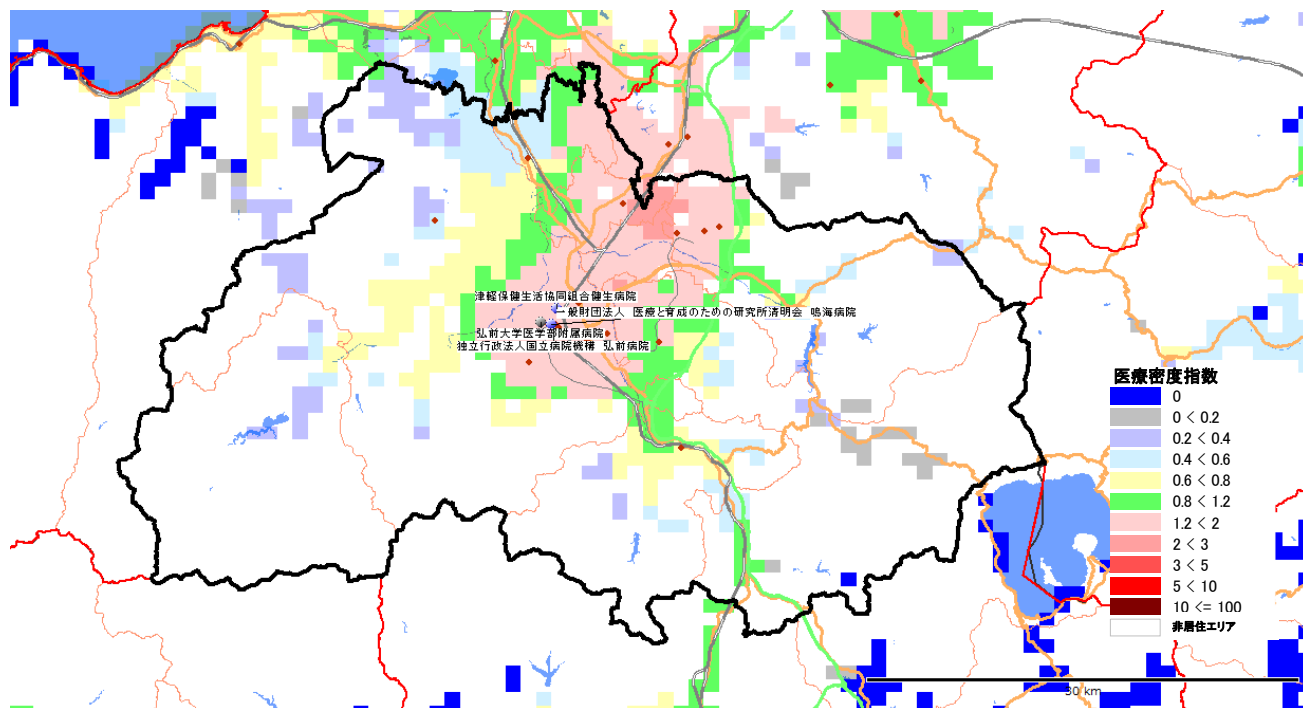 津軽保健生活協同組合健生病院
一般財団法人 医療と育成のための研究所清明会 鳴海病院
弘前大学医学部附属病院
独立行政法人国立病院機構 弘前病院
医療密度指数
0
0 < 0.2
0.2 < 0.4
0.4 < 0.6
0.6 < 0.8
0.8 < 1.2
1.2 < 2
2 < 3
3 < 5
5 < 10
10 <= 100
非居住エリア
30 km